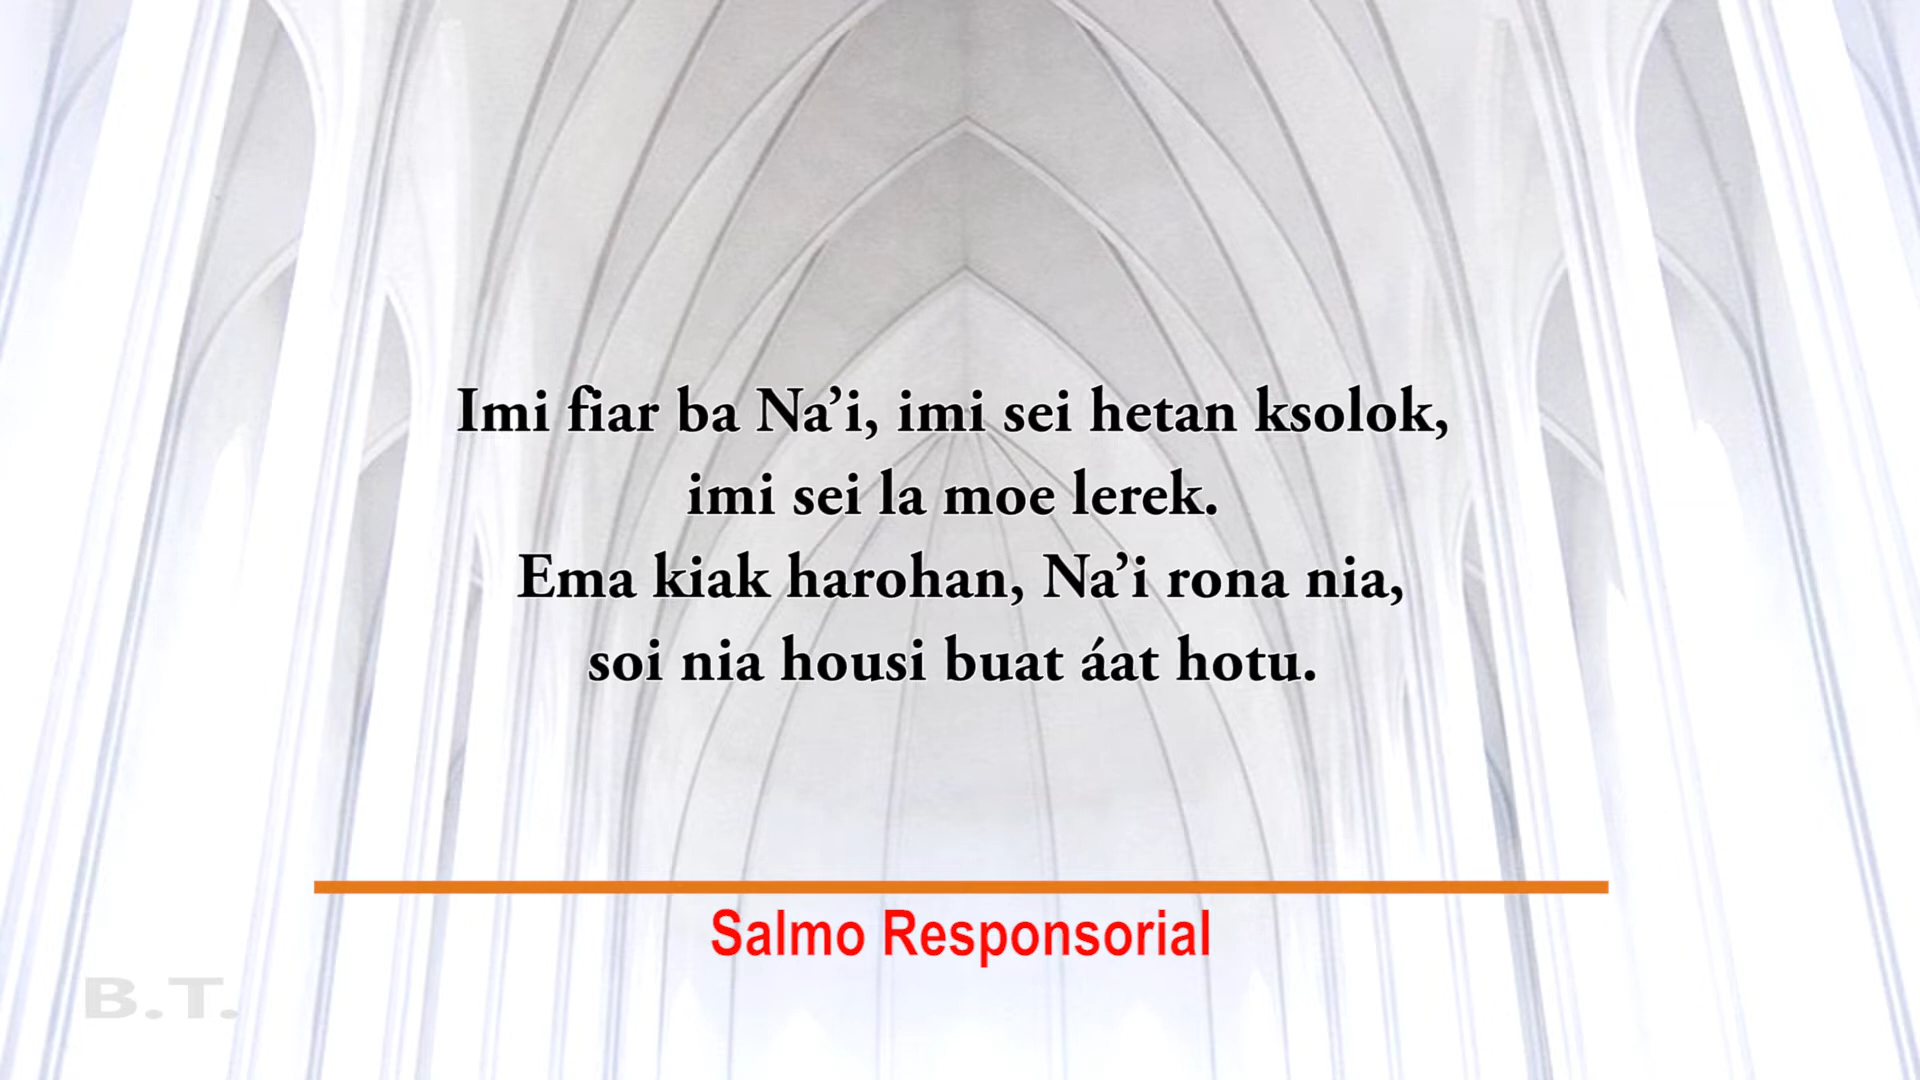 Imi fiar ba Na’i, imi sei hetan ksolok,
imi sei la moe lerek.
Ema kiak harohan, Na’i rona nia,
soi nia housi buat áat hotu.
Salmo Responsorial
B.T.